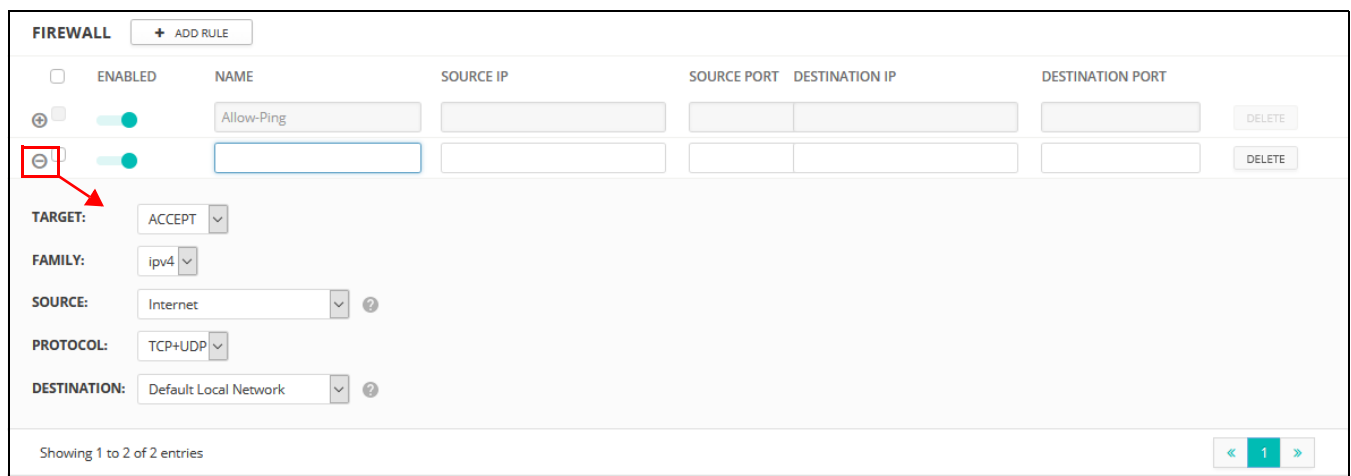 FIREWALL + ADD RULE
ENABLED NAME SOURCE IP SOURCE PORT DESTINATION IP DESTINATION PORT
Allow-Ping DELETE
DELETE
TARGET: ACCEPT
FAMILY: ipv4
SOURCE: Internet ?
PROTOCOL: TCP+UDP
DESTINATION: Default Local Network ?
Showing 1 to 2 of 2 entries « 1 »